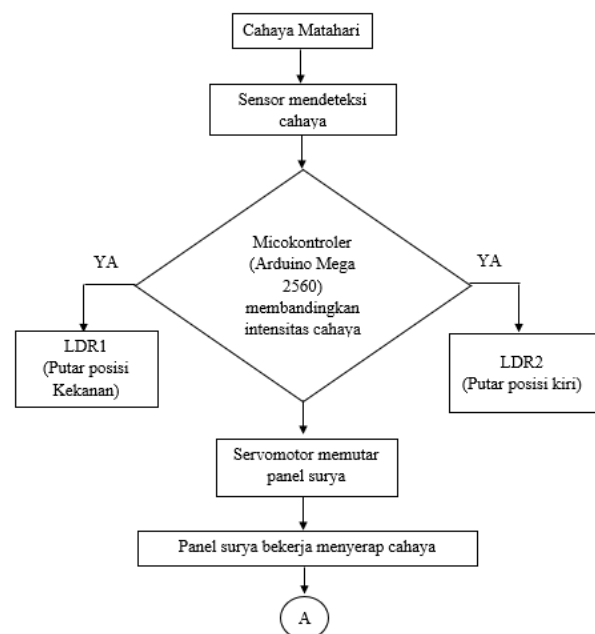 Cahaya Matahari
Sensor mendeteksi
cahaya
Micokontroler
(Arduino Mega
2560)
membandingkan
intensitas cahaya
YA
YA
LDR1
(Putar posisi
Kekanan)
LDR2
(Putar posisi kiri)
Servomotor memutar
panel surya
Panel surya bekerja menyerap cahaya
A